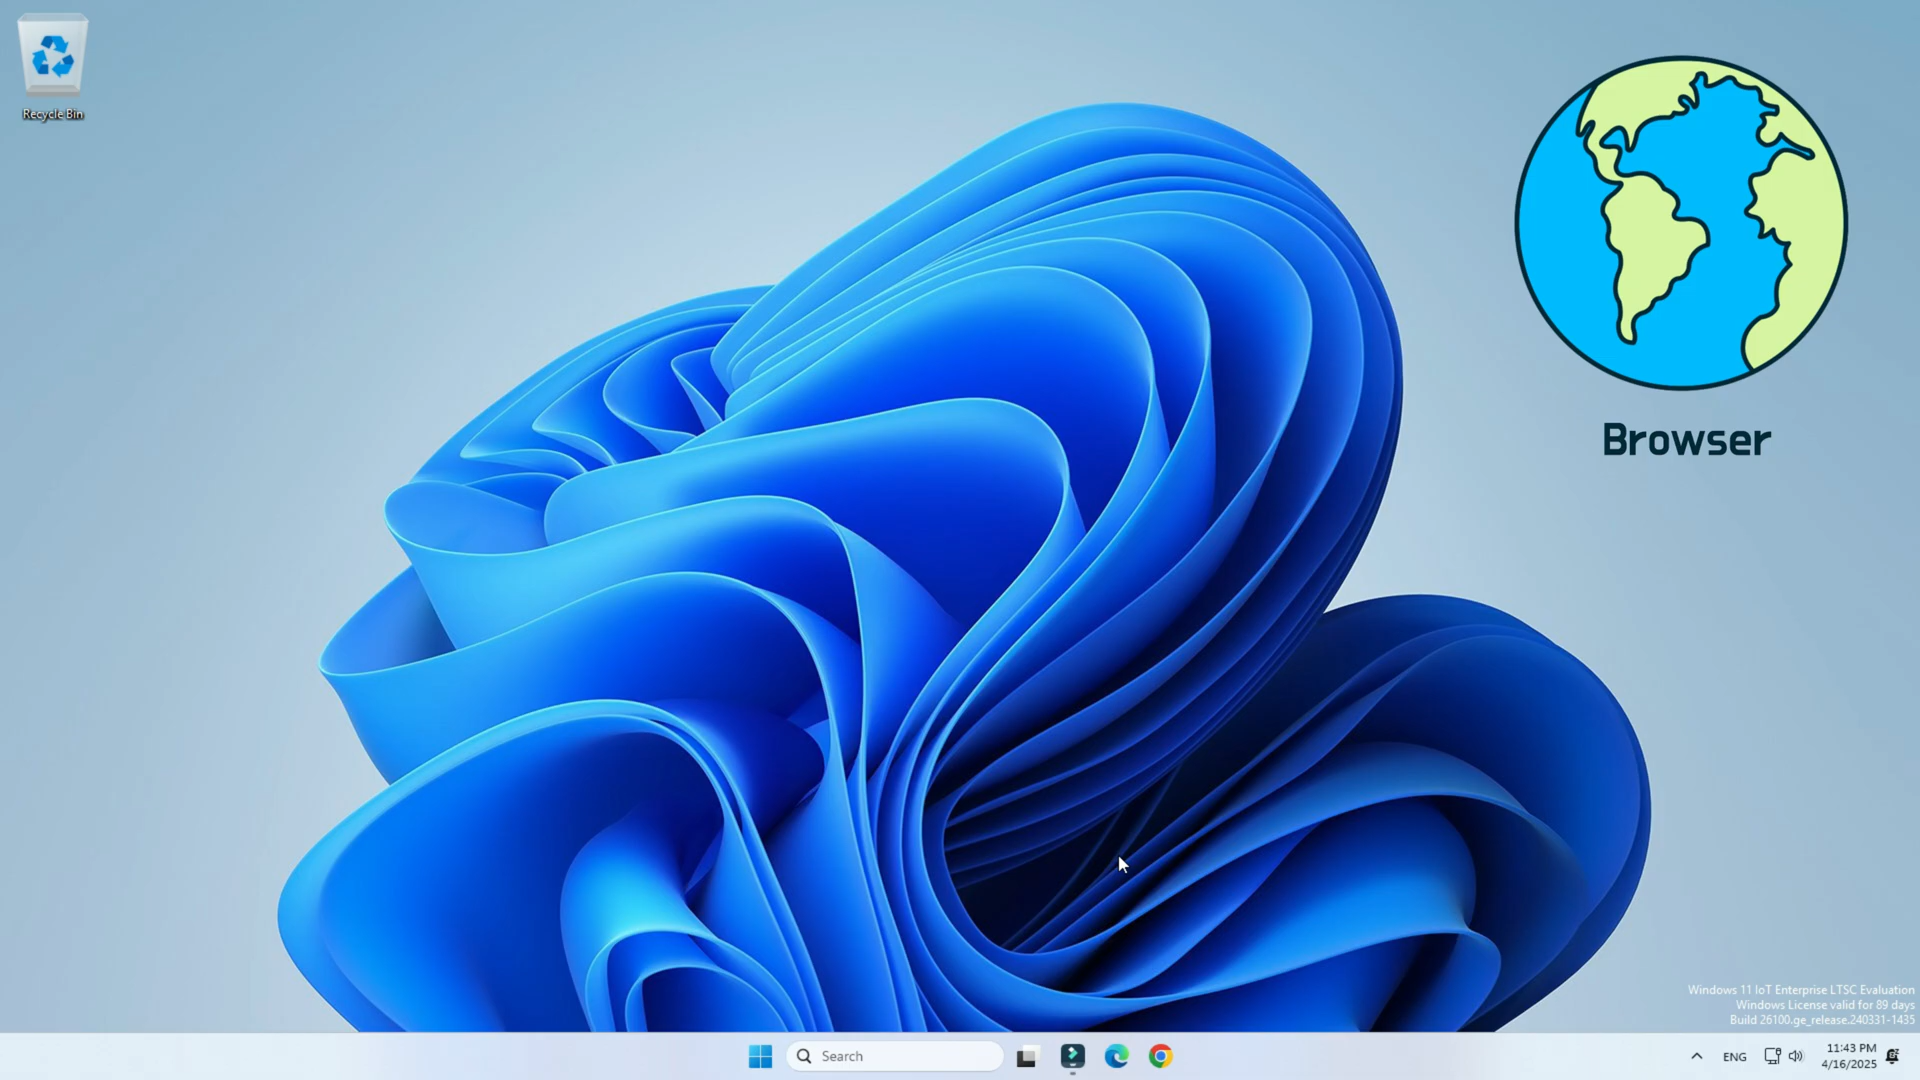 Recycle Bin
Browser
Windows 11 IoT Enterprise LTSC Evaluation
Windows License valid for 89 days
Build 26100.ge_release.240331-1435
Search
ENG
11:43 PM
4/16/2025